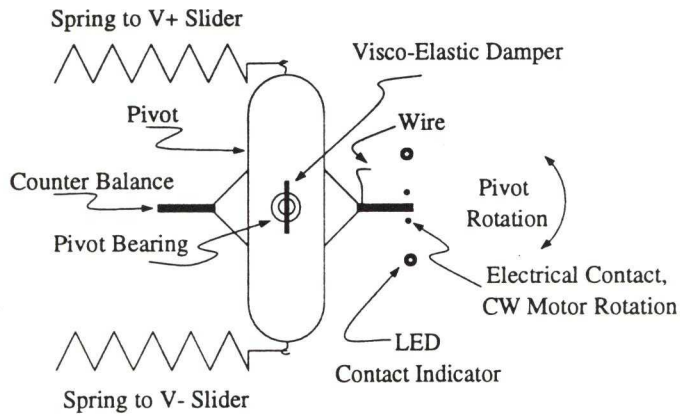 Spring to V+ Slider
Visco-Elastic Damper
Pivot
Wire
Counter Balance
Pivot
Rotation
Pivot Bearing
Electrical Contact,
CW Motor Rotation
LED
Contact Indicator
Spring to V- Slider